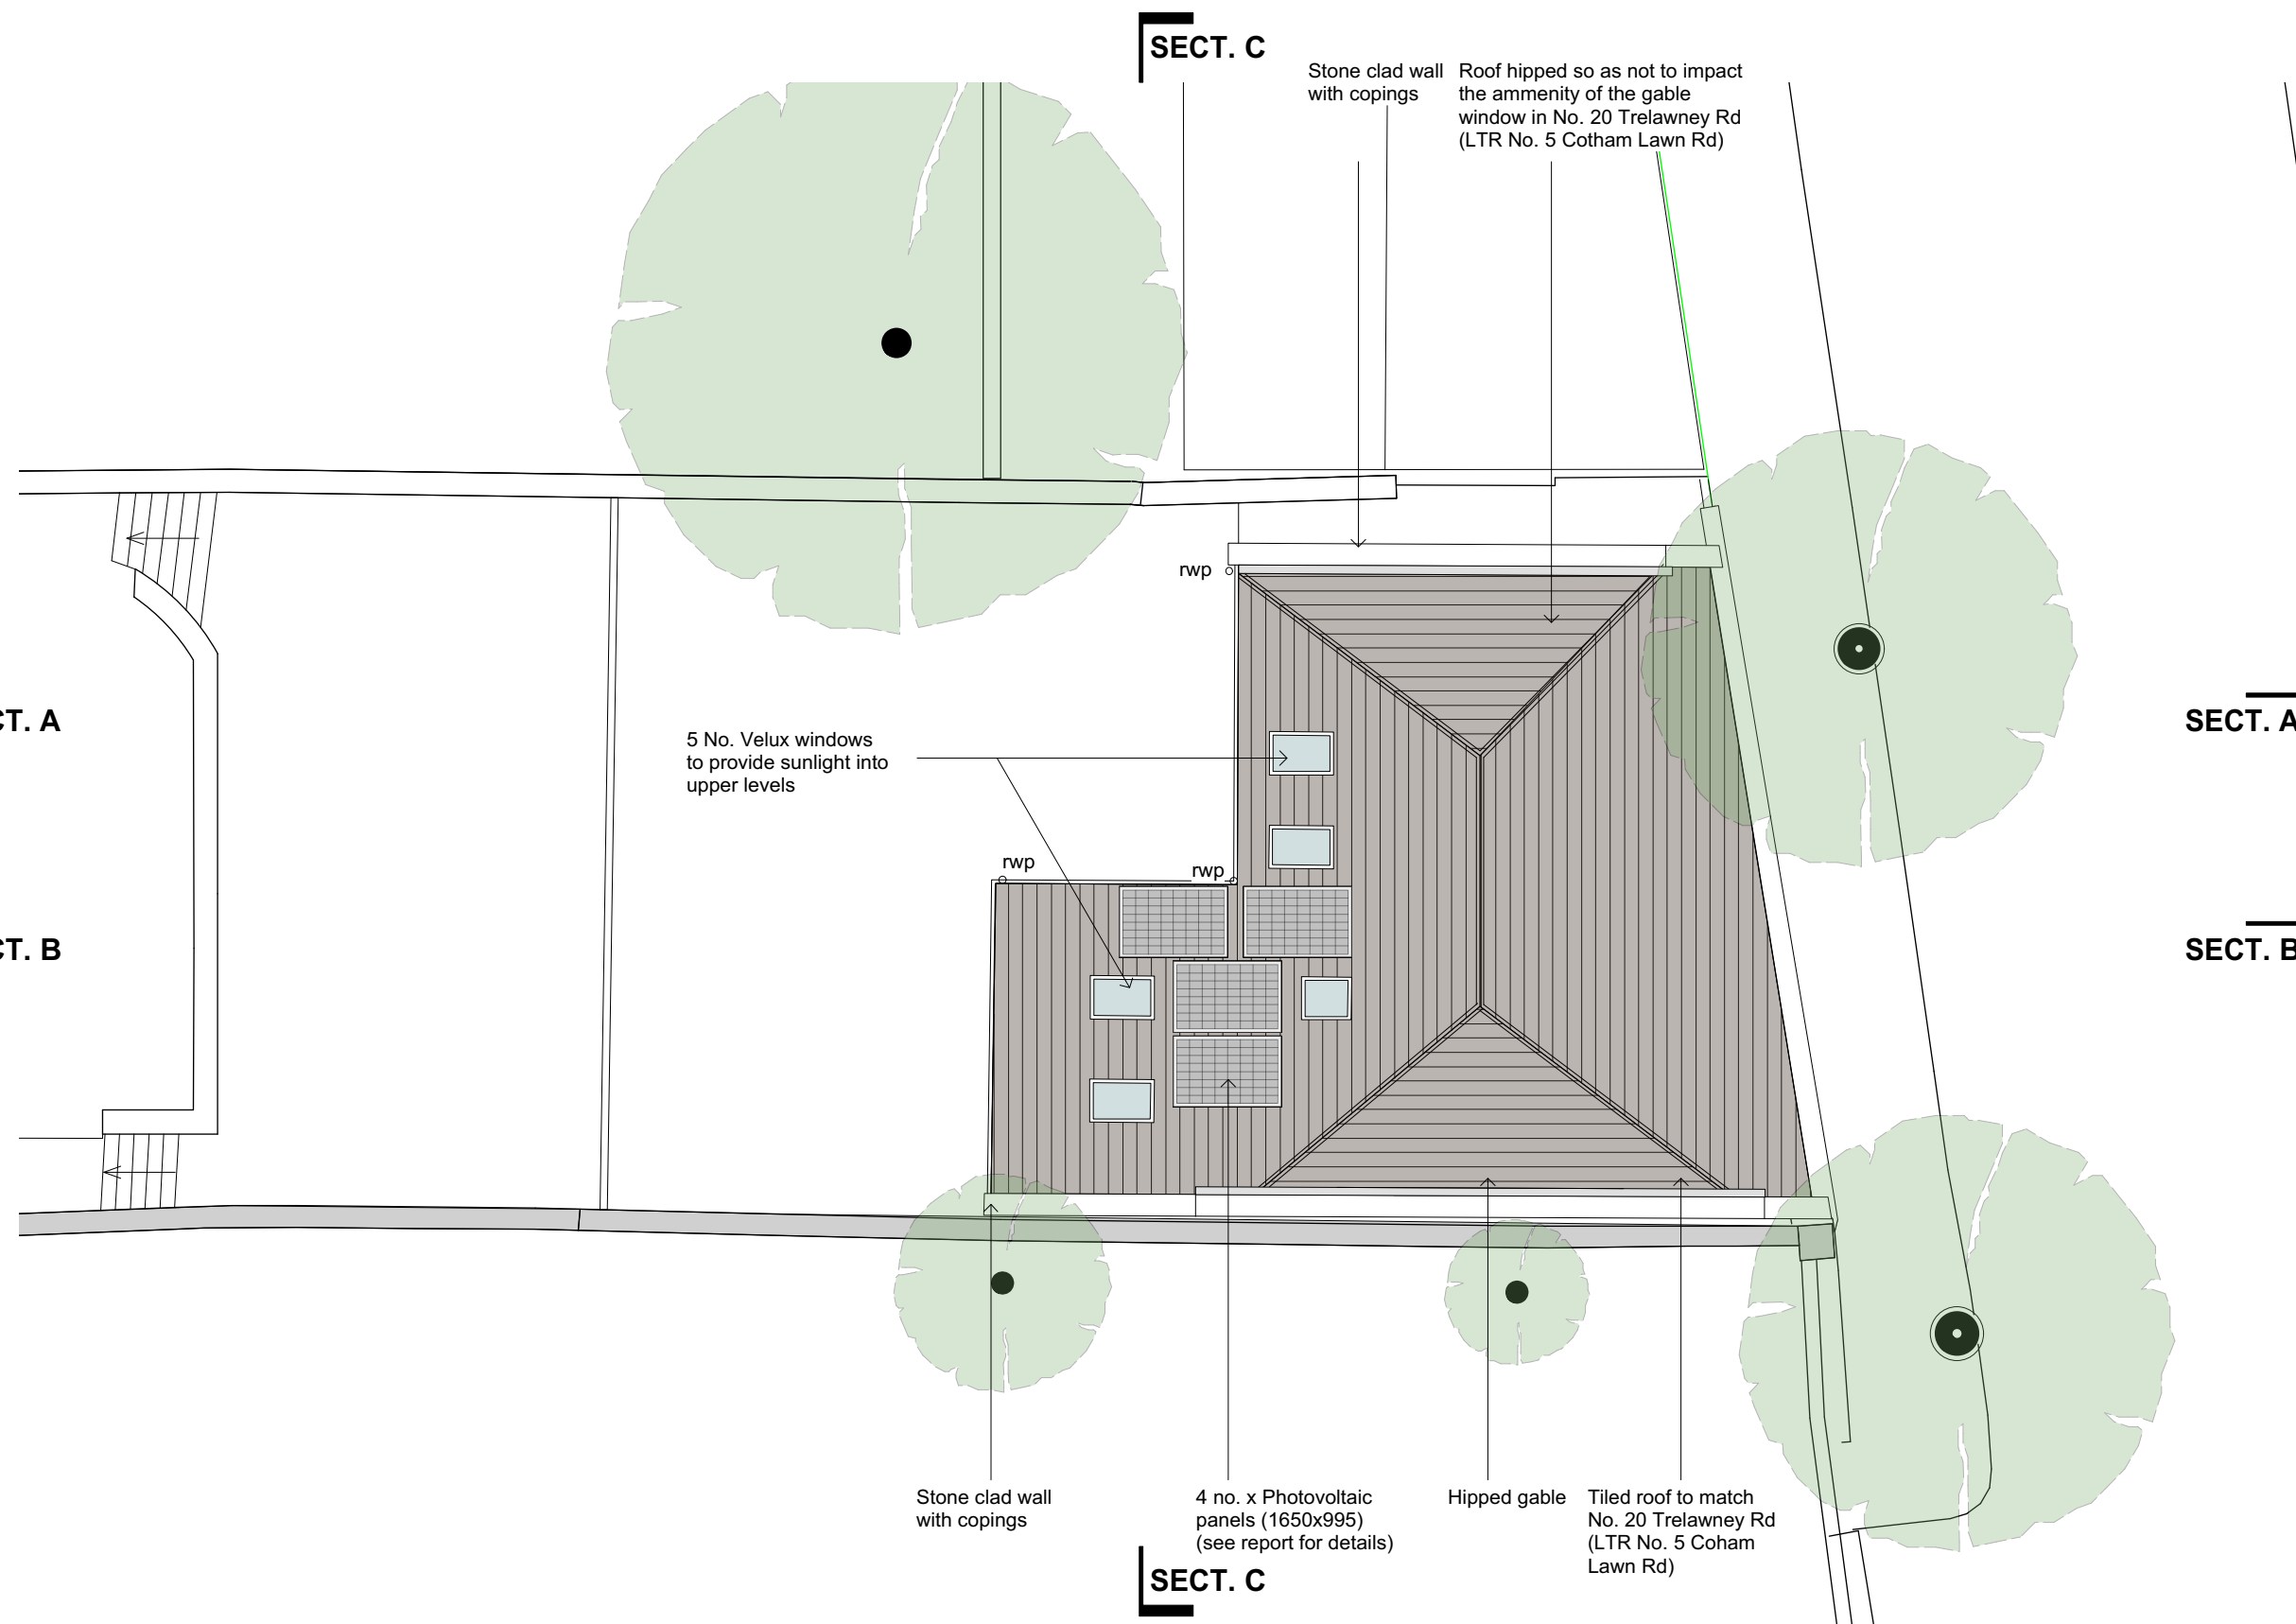 SECT. C
Stone clad wall
with copings
Roof hipped so as not to impact
the ammenity of the gable
window in No. 20 Trelawney Rd
(LTR No. 5 Cotham Lawn Rd)
rwp
CT. A
SECT. A
5 No. Velux windows
to provide sunlight into
upper levels
rwp
rwp
CT. B
SECT. B
Stone clad wall
with copings
4 no. x Photovoltaic
panels (1650x995)
(see report for details)
Hipped gable
Tiled roof to match
No. 20 Trelawney Rd
(LTR No. 5 Coham
Lawn Rd)
SECT. C